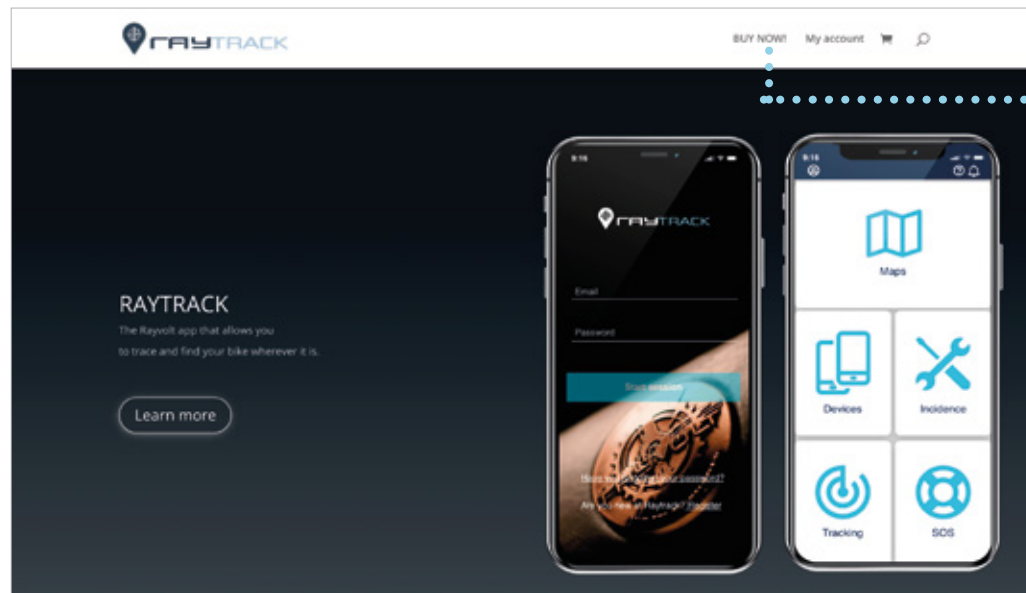 RAYTRACK
BUY NOW! My account
RAYTRACK
The Rayvolt app that allows you
to trace and find your bike wherever it is.
Learn more
9:16
RAYTRACK
Email
Password
Start session
your password?
Are you new at Raytrack? Register
9:16
Maps
Devices
Incidence
Tracking
SOS